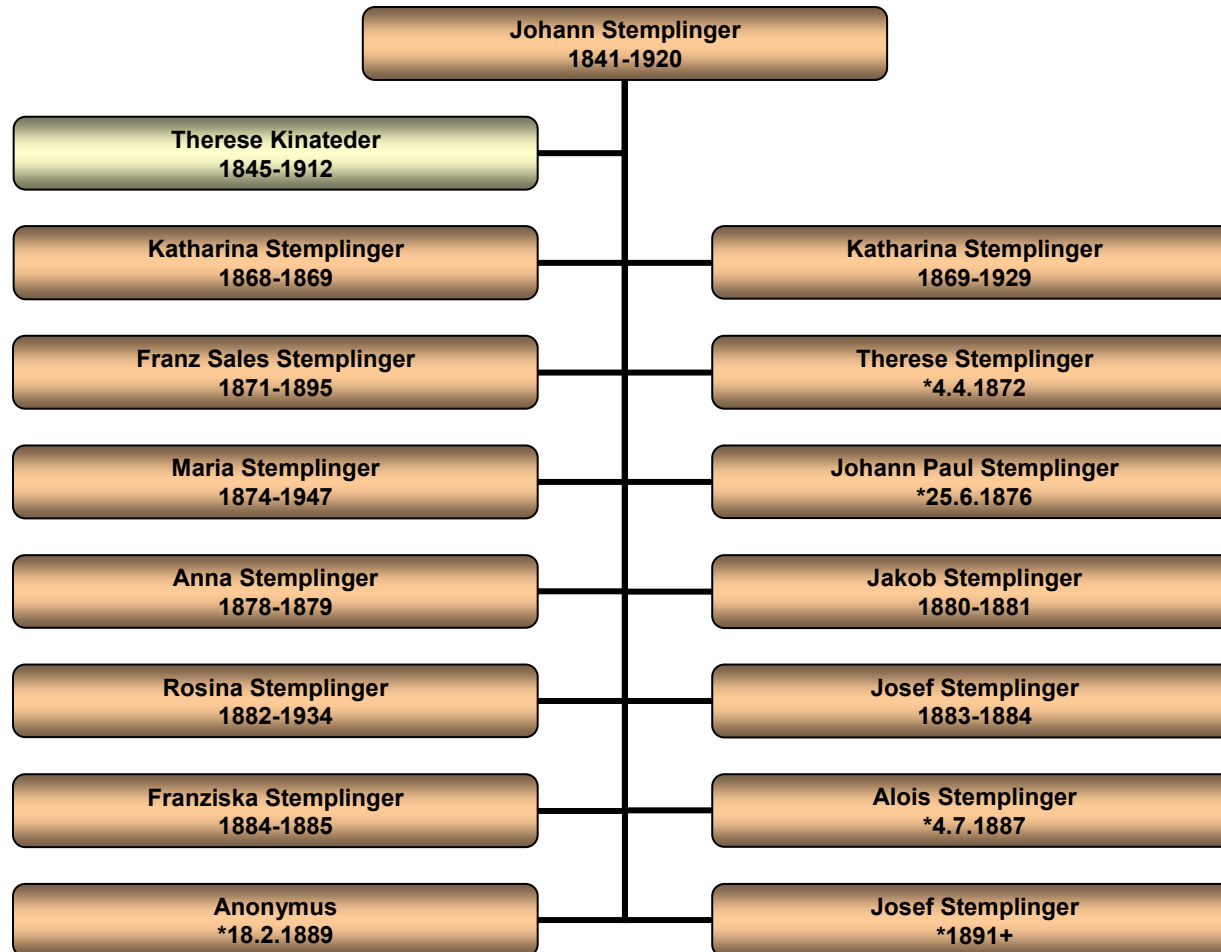 Johann Stemplinger
1841-1920
Therese Kinateder
1845-1912
Katharina Stemplinger
1868-1869
Katharina Stemplinger
1869-1929
Franz Sales Stemplinger
1871-1895
Therese Stemplinger
*4.4.1872
Maria Stemplinger
1874-1947
Johann Paul Stemplinger
*25.6.1876
Anna Stemplinger
1878-1879
Jakob Stemplinger
1880-1881
Rosina Stemplinger
1882-1934
Josef Stemplinger
1883-1884
Franziska Stemplinger
1884-1885
Alois Stemplinger
*4.7.1887
Anonymus
*18.2.1889
Josef Stemplinger
*1891+